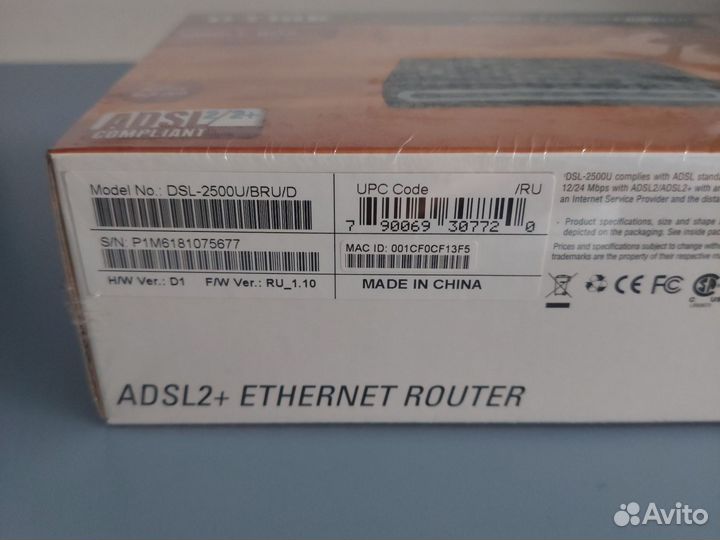 ADSL2/2+
COMPLIANT
Model No.: DSL-2500U/BRU/D
UPC Code /RU
7 90069 30772 0
S/N: P1M6181075677
MAC ID: 001CF0CF13F5
H/W Ver.: D1 F/W Ver.: RU_1.10
MADE IN CHINA
DSL-2500U complies with ADSL stand
12/24 Mbps with ADSL2/ADSL2+ with an
an Internet Service Provider and the dista
Product specifications, size and shape
depicted on the packaging. See inside pac
Prices and specifications subject to change with
trademarks are the property of their respective
CE FC
ADSL2+ ETHERNET ROUTER
Avito